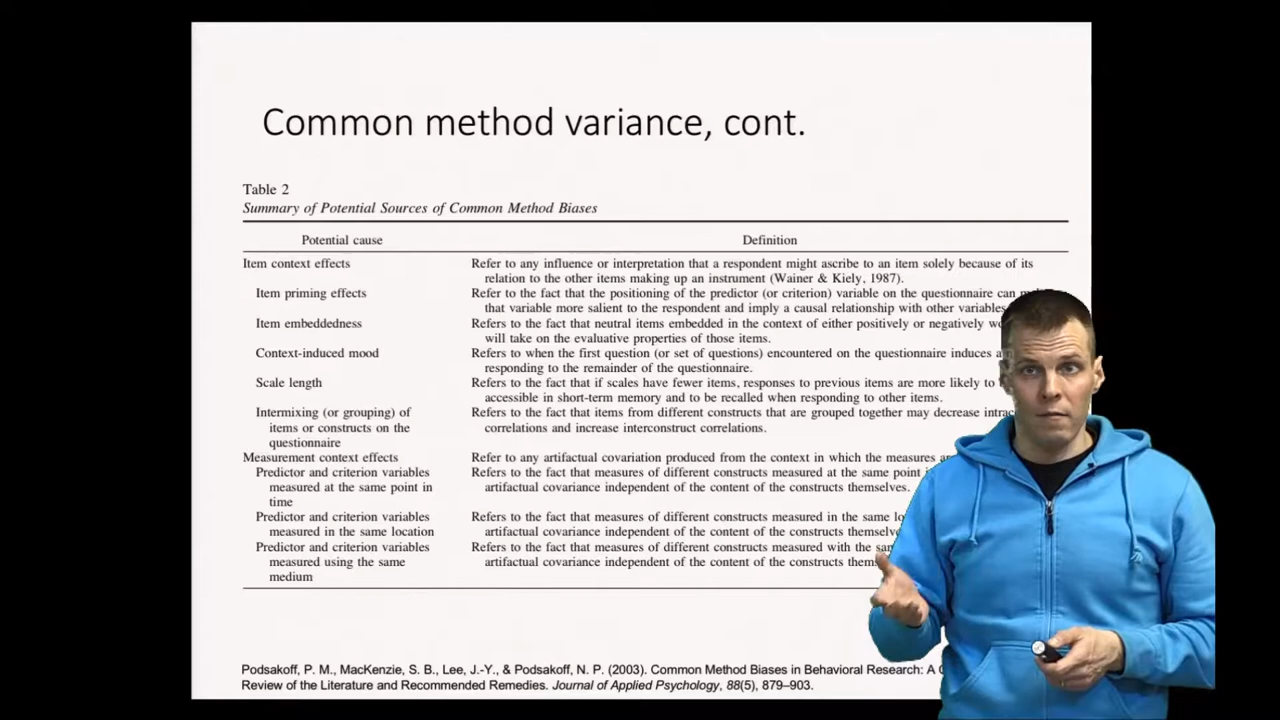 Common method variance, cont.
Table 2
Summary of Potential Sources of Common Method Biases
Potential cause Definition
Item context effects Refer to any influence or interpretation that a respondent might ascribe to an item solely because of its
relation to the other items making up an instrument (Wainer & Kiely, 1987).
Item priming effects Refer to the fact that the positioning of the predictor (or criterion) variable on the questionnaire can
that variable more salient to the respondent and imply a causal relationship with other variables
Item embeddedness Refers to the fact that neutral items embedded in the context of either positively or negatively
will take on the evaluative properties of those items.
Context-induced mood Refers to when the first question (or set of questions) encountered on the questionnaire induces a
responding to the remainder of the questionnaire.
Scale length Refers to the fact that if scales have fewer items, responses to previous items are more likely to
accessible in short-term memory and to be recalled when responding to other items.
Intermixing (or grouping) of Refers to the fact that items from different constructs that are grouped together may decrease
items or constructs on the correlations and increase interconstruct correlations.
questionnaire
Measurement context effects Refer to any artifactual covariation produced from the context in which the measures
Predictor and criterion variables Refers to the fact that measures of different constructs measured at the same point
measured at the same point in artifactual covariance independent of the content of the constructs themselves.
time
Predictor and criterion variables Refers to the fact that measures of different constructs measured in the same
measured in the same location artifactual covariance independent of the content of the constructs
Predictor and criterion variables Refers to the fact that measures of different constructs measured with the
measured using the same artifactual covariance independent of the content of the constructs
medium
Podsakoff, P. M., MacKenzie, S. B., Lee, J.-Y., & Podsakoff, N. P. (2003). Common Method Biases in Behavioral Research: A
Review of the Literature and Recommended Remedies. Journal of Applied Psychology, 88(5), 879–903.